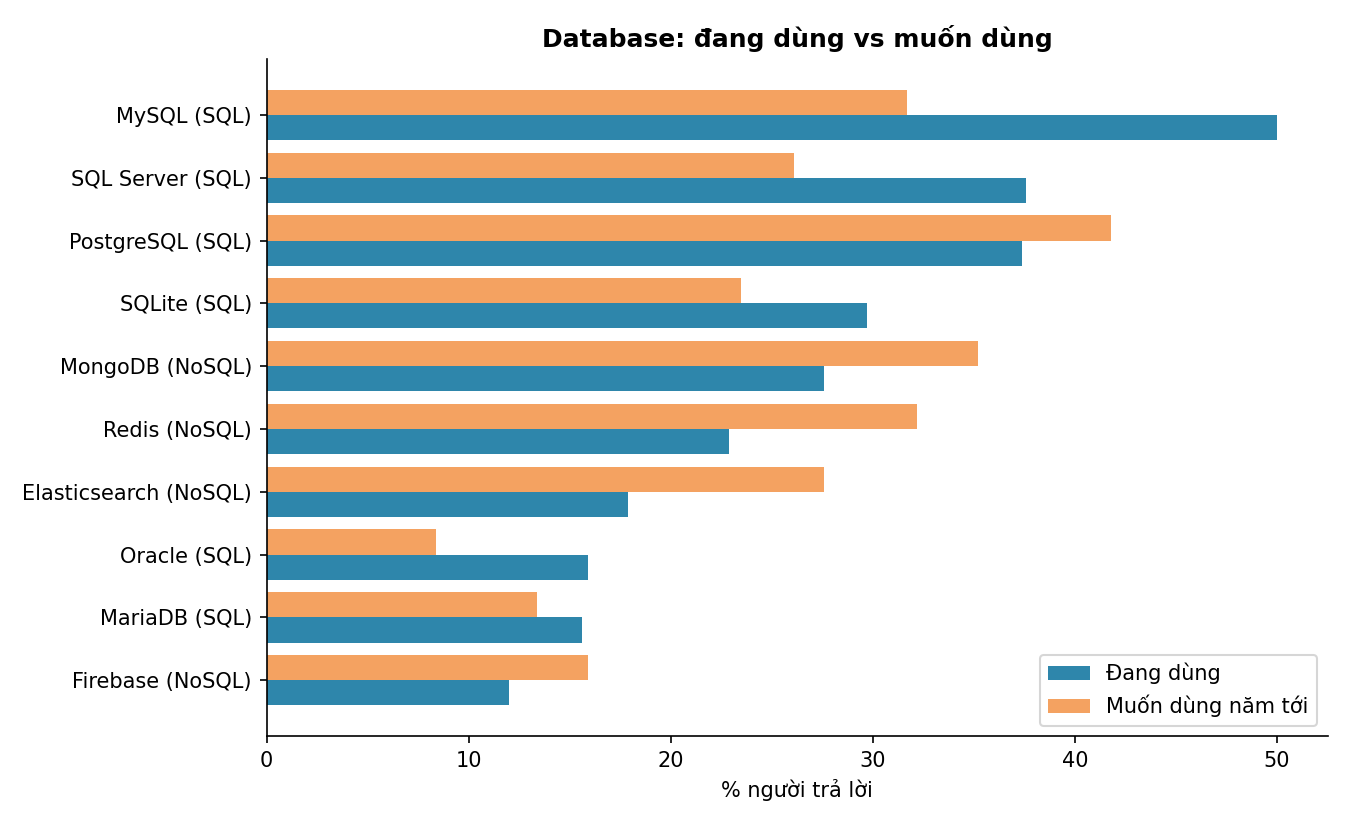 Database: đang dùng vs muốn dùng
MySQL (SQL)
SQL Server (SQL)
PostgreSQL (SQL)
SQLite (SQL)
MongoDB (NoSQL)
Redis (NoSQL)
Elasticsearch (NoSQL)
Oracle (SQL)
MariaDB (SQL)
Firebase (NoSQL)
Đang dùng
Muốn dùng năm tới
0 10 20 30 40 50
% người trả lời